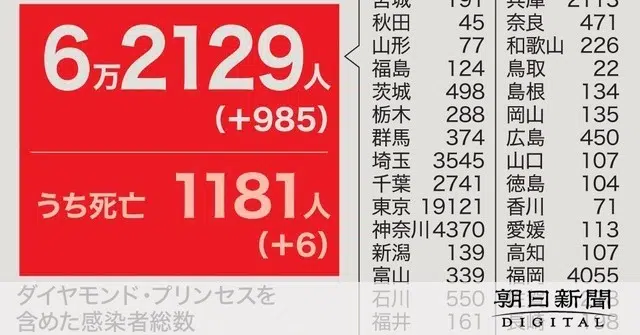 6万2129人
(+985)
うち死亡 1181人
(+6)
ダイヤモンド・プリンセスを
含めた感染者総数
宮城 191
秋田 45
山形 77
福島 124
茨城 498
栃木 288
群馬 374
埼玉 3545
千葉 2741
東京 19121
神奈川 4370
新潟 139
富山 339
石川 550
福井 161
兵庫 2113
奈良 471
和歌山 226
鳥取 22
島根 134
岡山 135
広島 450
山口 107
徳島 104
香川 71
愛媛 113
高知 107
福岡 4055
朝日新聞
DIGITAL